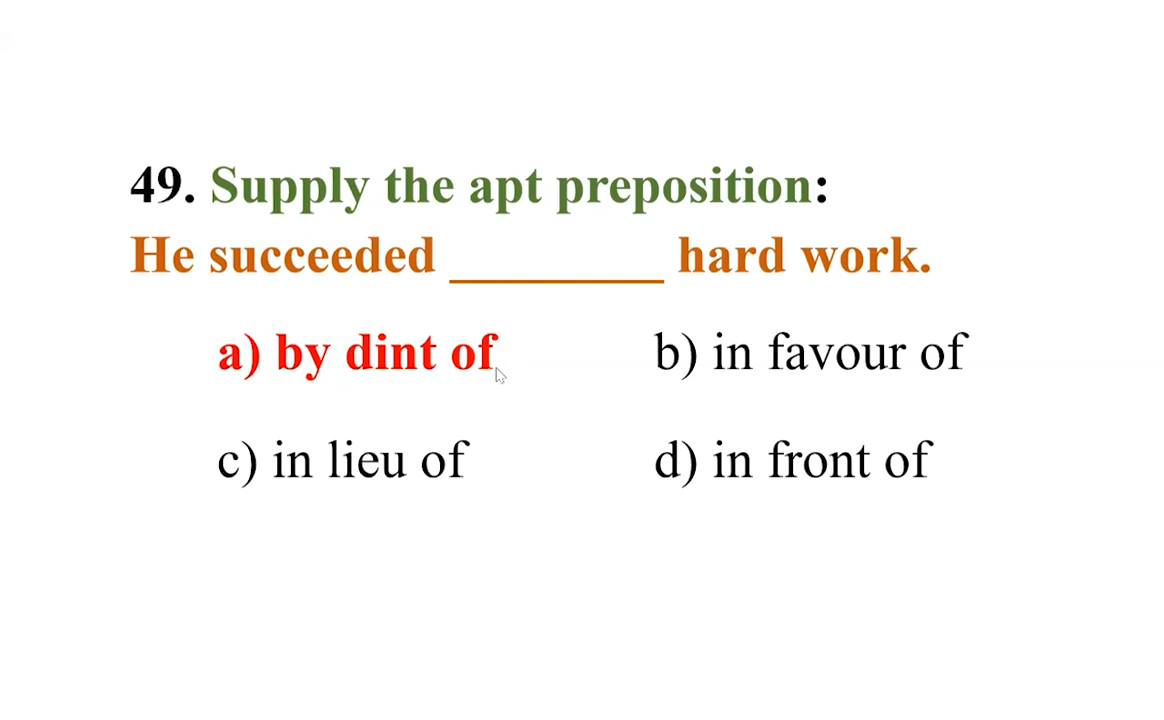 49. Supply the apt preposition:
He succeeded ________ hard work.
a) by dint of b) in favour of
c) in lieu of d) in front of